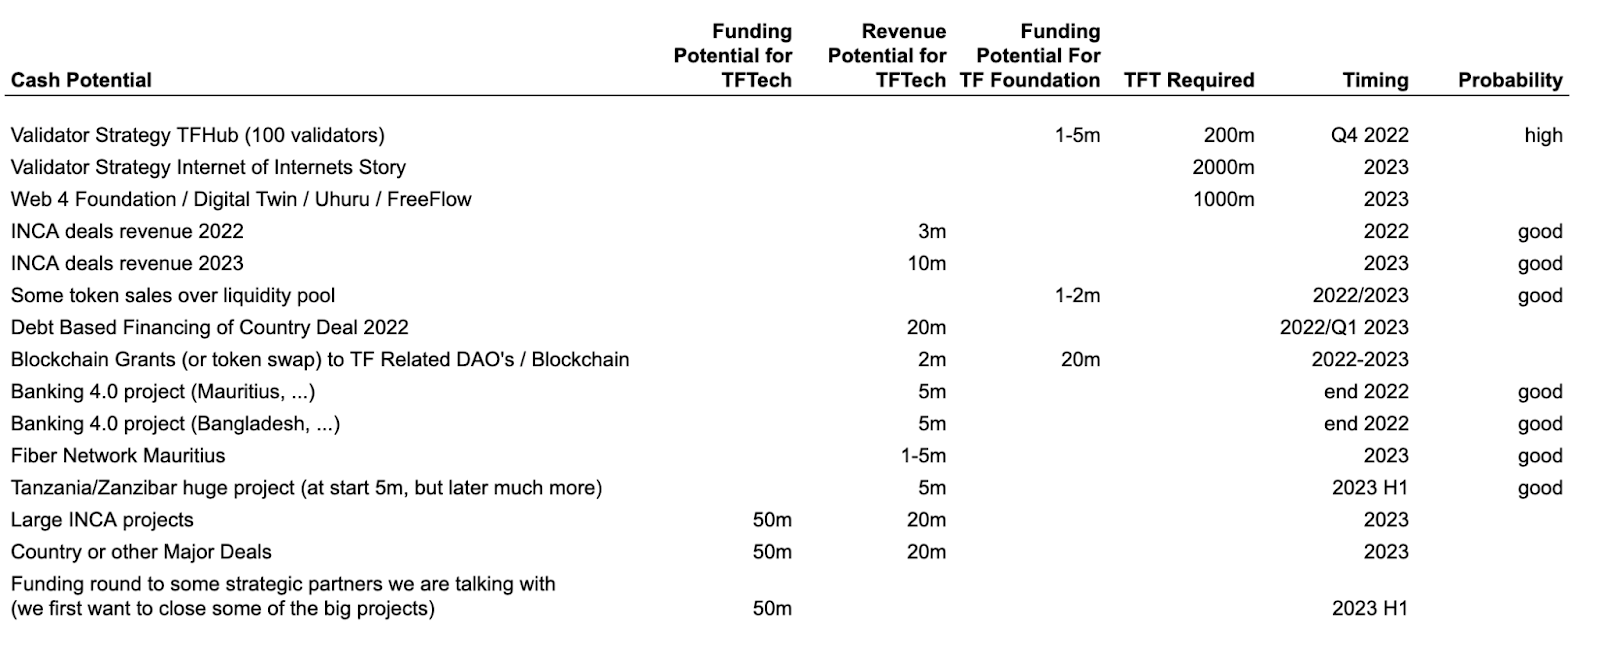 Funding Revenue Funding
Potential for Potential for Potential For
Cash Potential TFTech TFTech TF Foundation TFT Required Timing Probability
Validator Strategy TFHub (100 validators) 1-5m 200m Q4 2022 high
Validator Strategy Internet of Internets Story 2000m 2023
Web 4 Foundation / Digital Twin / Uhuru / FreeFlow 1000m 2023
INCA deals revenue 2022 3m 2022 good
INCA deals revenue 2023 10m 2023 good
Some token sales over liquidity pool 1-2m 2022/2023 good
Debt Based Financing of Country Deal 2022 20m 2022/Q1 2023
Blockchain Grants (or token swap) to TF Related DAO's / Blockchain 2m 20m 2022-2023
Banking 4.0 project (Mauritius, ...) 5m end 2022 good
Banking 4.0 project (Bangladesh, ...) 5m end 2022 good
Fiber Network Mauritius 1-5m 2023 good
Tanzania/Zanzibar huge project (at start 5m, but later much more) 5m 2023 H1 good
Large INCA projects 50m 20m 2023
Country or other Major Deals 50m 20m 2023
Funding round to some strategic partners we are talking with
(we first want to close some of the big projects) 50m 2023 H1